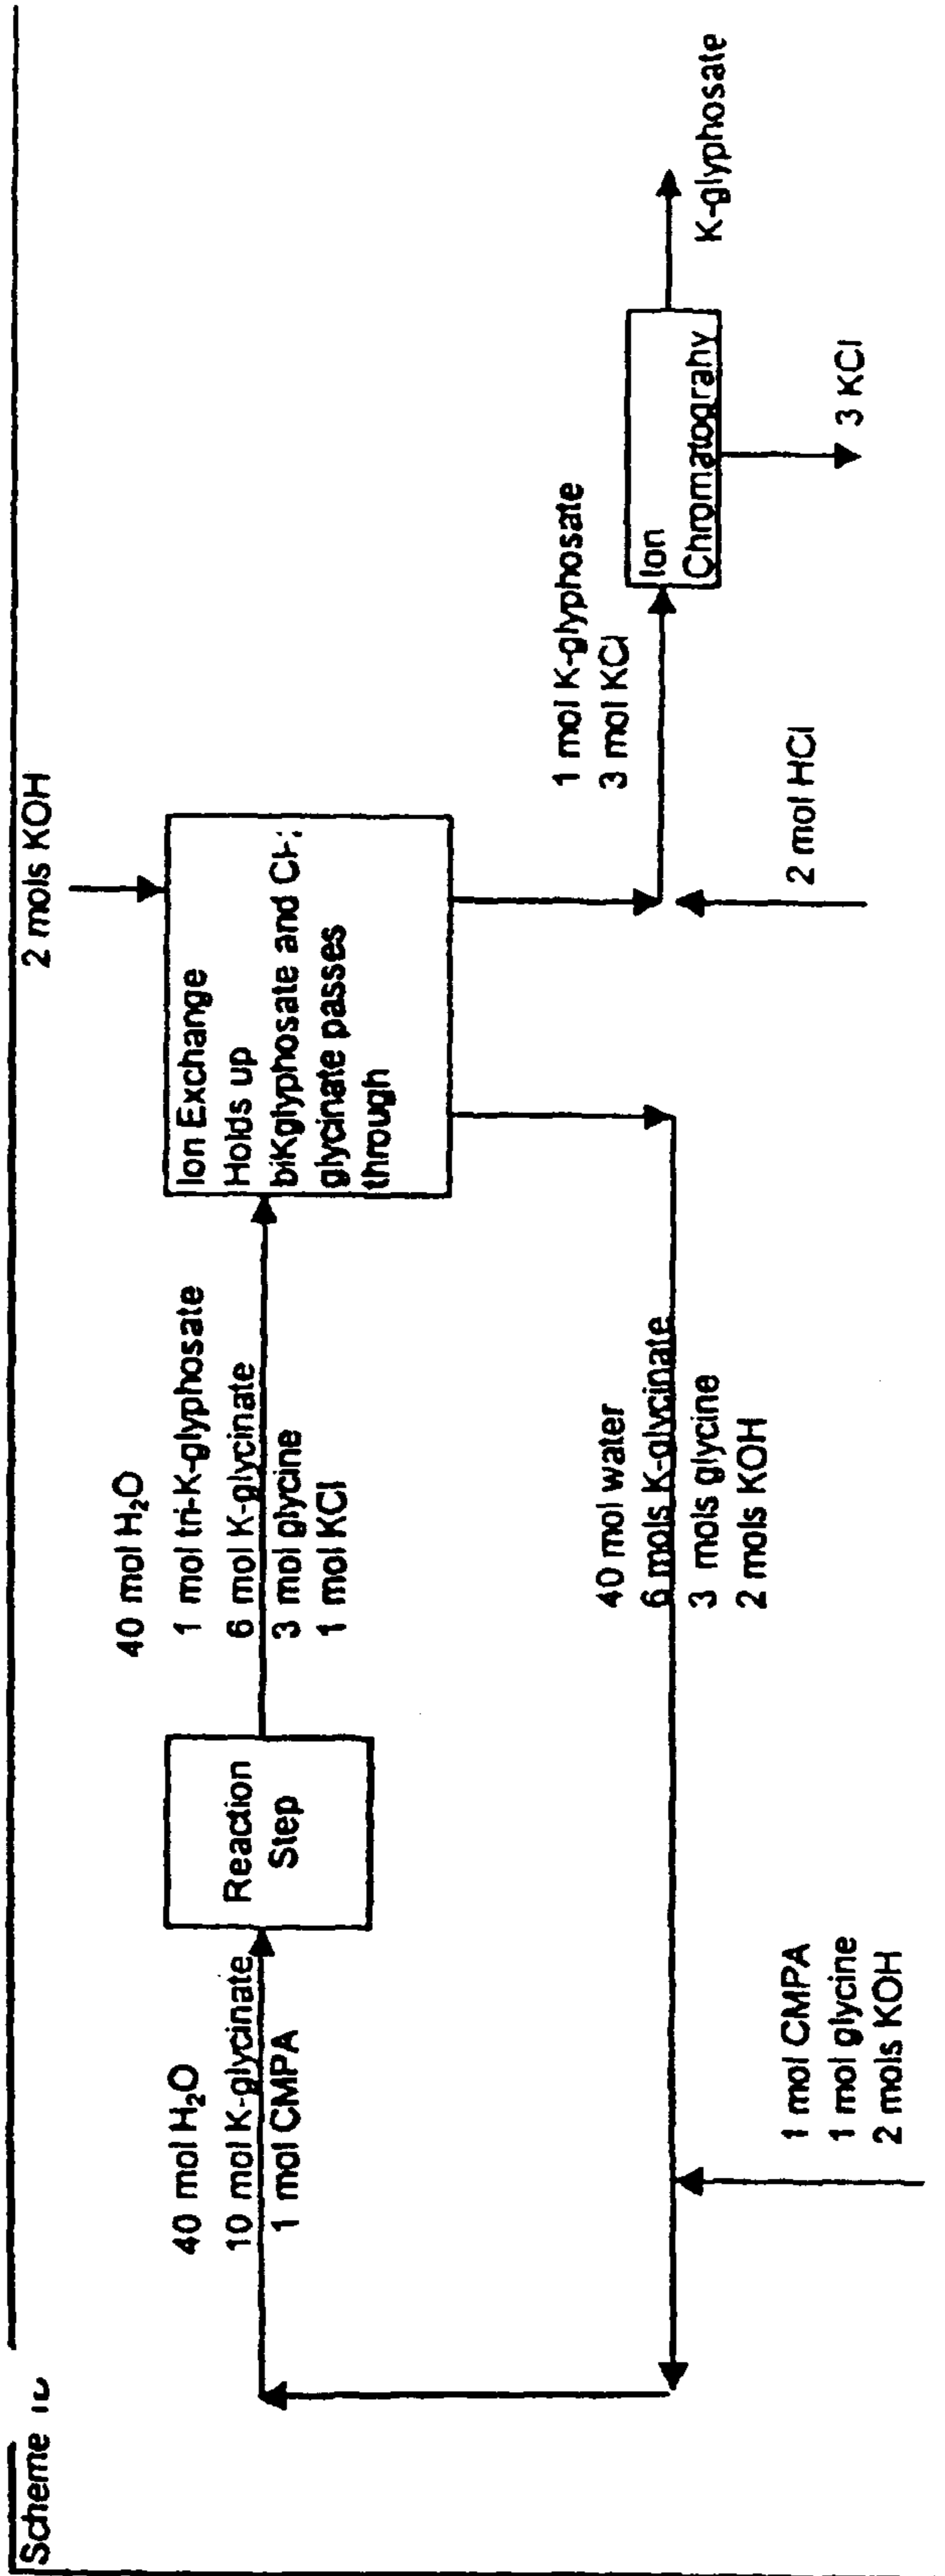 Scheme
2 mols KOH
40 mol H₂O
10 mol K-glycinate
1 mol CMPA
Reaction
Step
40 mol H₂O
1 mol tri-K-glyphosate
6 mol K-glycinate
3 mol glycine
1 mol KCl
Ion Exchange
Holds up
biKglyphosate and
glycinate passes
through
1 mol K-glyphosate
3 mol KCl
Ion
Chromatograhy
K-glyphosate
3 KCl
2 mol HCl
40 mol water
6 mols K-glycinate
3 mols glycine
2 mols KOH
1 mol CMPA
1 mol glycine
2 mols KOH